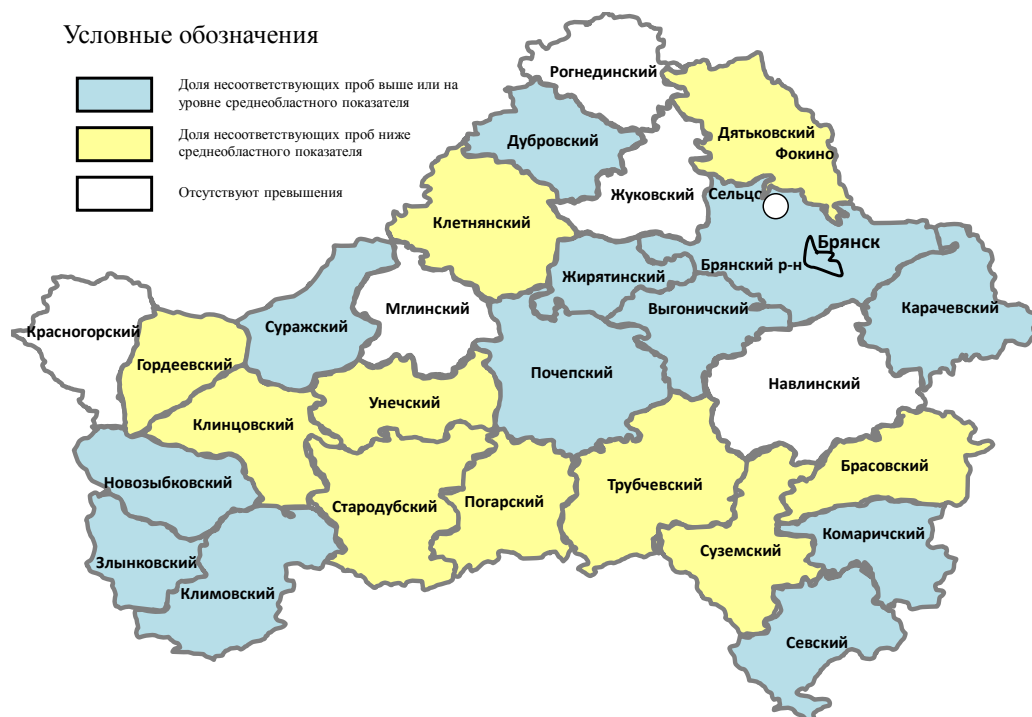 Условные обозначения
Доля несоответствующих проб выше или на
уровне среднеобластного показателя
Доля несоответствующих проб ниже
среднеобластного показателя
Отсутствуют превышения
Рогнединский
Дубровский
Дятьковский
Фокино
Жуковский
Сельцо
Клетнянский
Брянск
Брянский р-н
Жирятинский
Выгоничский
Карачевский
Мглинский
Суражский
Красногорский
Гордеевский
Почепский
Навлинский
Унечский
Клинцовский
Брасовский
Новозыбковский
Стародубский
Погарский
Трубчевский
Комаричский
Суземский
Злынковский
Климовский
Севский